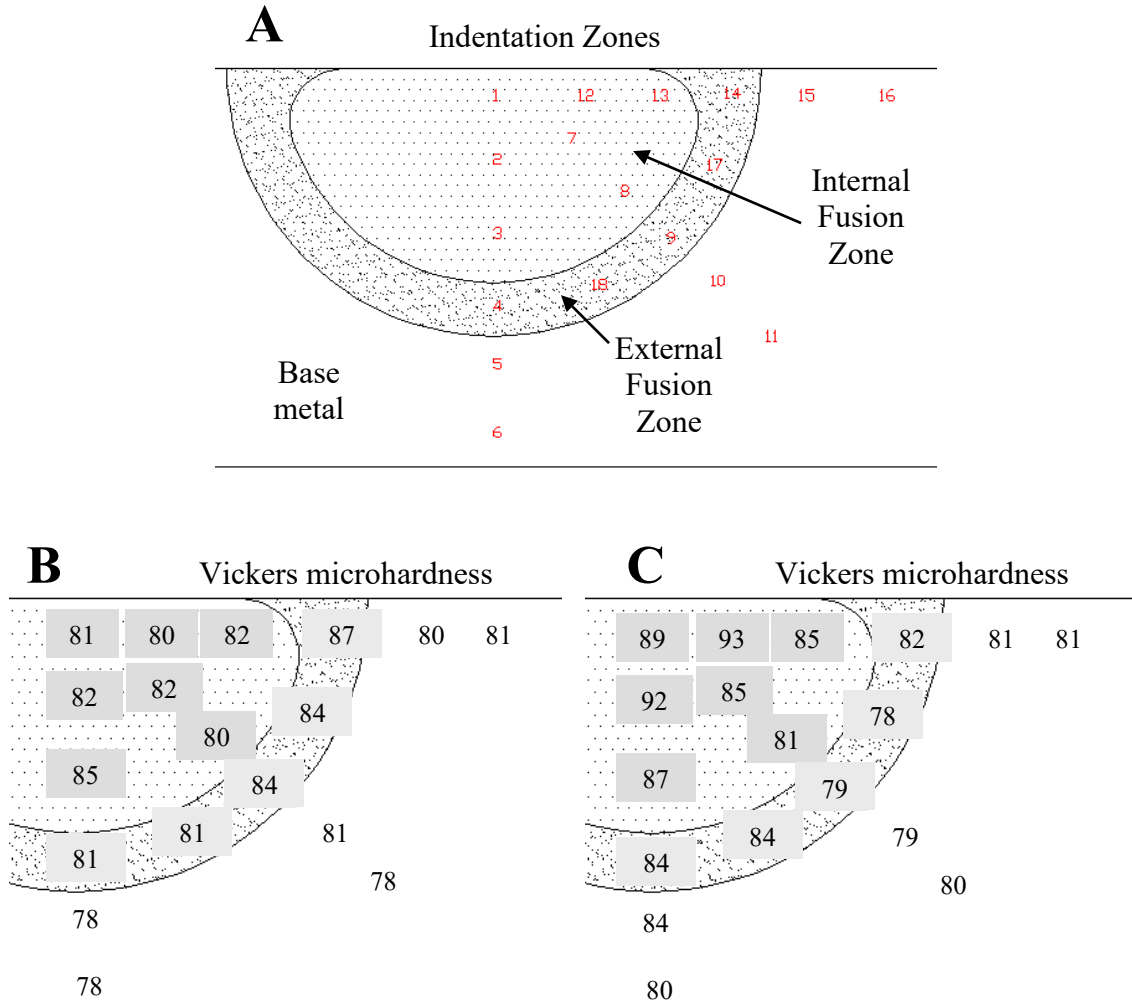 A
Indentation Zones
1 12 13 14 15 16
7
2
17
8
3
9
18
10
4
11
5
6
Internal
Fusion
Zone
External
Fusion
Zone
Base
metal
B
Vickers microhardness
81 80 82 87 80 81
82 82
84
80
85
84
81
81
81
78
78
78
C
Vickers microhardness
89 93 85 82 81 81
92 85
78
81
87
79
84
84
79
80
84
80